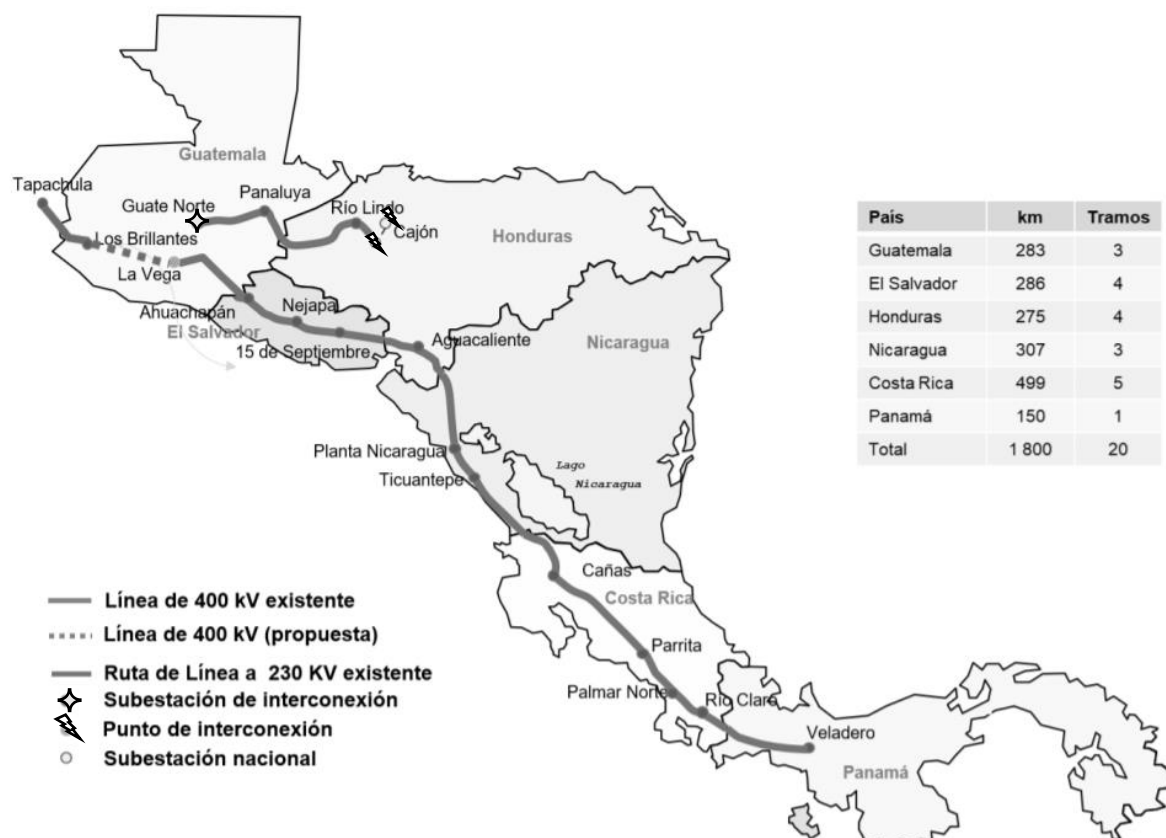 Guatemala
Tapachula
Panaluya
Guate Norte
Río Lindo
Cajón
Los Brillantes
Honduras
La Vega
Ahuachapán
Nejapa
El Salvador
15 de Septiembre
Aguacaliente
Nicaragua
Planta Nicaragua
Ticuantepe
Lago
Nicaragua
Cañas
Costa Rica
Parrita
Palmar Norte
Río Claro
Veladero
Panamá
País km Tramos
Guatemala 283 3
El Salvador 286 4
Honduras 275 4
Nicaragua 307 3
Costa Rica 499 5
Panamá 150 1
Total 1 800 20
Línea de 400 kV existente
Línea de 400 kV (propuesta)
Ruta de Línea a 230 KV existente
Subestación de interconexión
Punto de interconexión
Subestación nacional